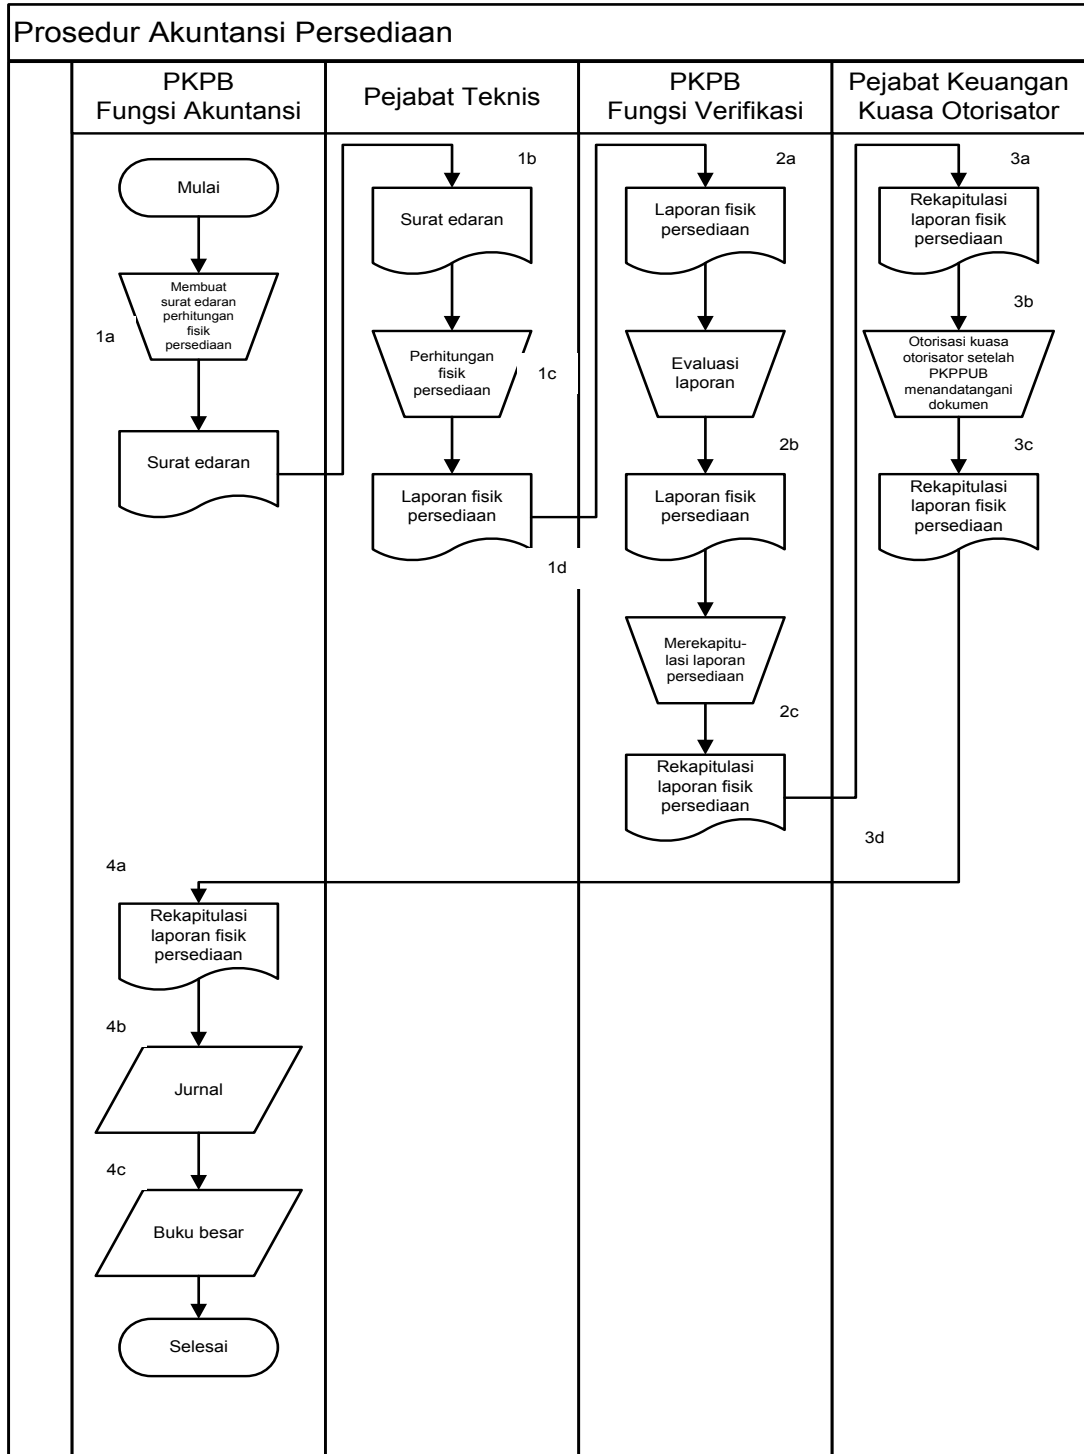 Prosedur Akuntansi Persediaan
PKPB
Fungsi Akuntansi
Pejabat Teknis
PKPB
Fungsi Verifikasi
Pejabat Keuangan
Kuasa Otorisator
Mulai
1a
Membuat
surat edaran
perhitungan
fisik
persediaan
Surat edaran
1b
Surat edaran
Perhitungan
fisik
persediaan
1c
Laporan fisik
persediaan
1d
2a
Laporan fisik
persediaan
Evaluasi
laporan
2b
Laporan fisik
persediaan
Merekapitu-
lasi laporan
persediaan
2c
Rekapitulasi
laporan fisik
persediaan
3a
Rekapitulasi
laporan fisik
persediaan
3b
Otorisasi kuasa
otorisator setelah
PKPPUB
menandatangani
dokumen
3c
Rekapitulasi
laporan fisik
persediaan
3d
4a
Rekapitulasi
laporan fisik
persediaan
4b
Jurnal
4c
Buku besar
Selesai